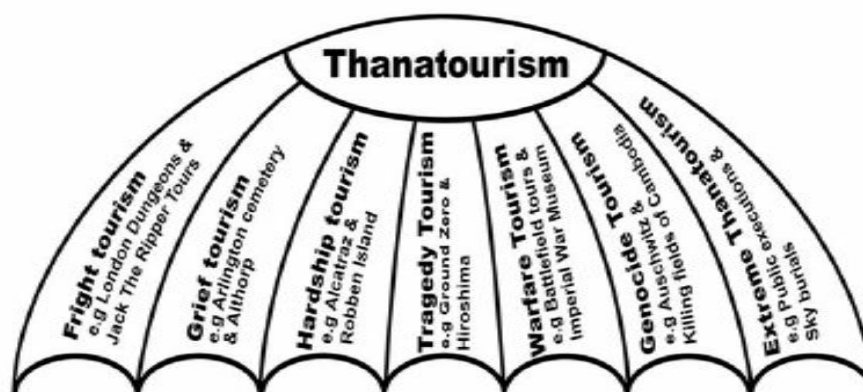 Thanatourism
Fright tourism
e.g London Dungeons &
Jack The Ripper Tours
Grief tourism
e.g Arlington cemetery
& Althorp
Hardship tourism
e.g Alcatraz &
Robben Island
Tragedy Tourism
e.g Ground Zero &
Hiroshima
Warfare Tourism
e.g Battlefield tours &
Imperial War Museum
Genocide Tourism
e.g Auschwitz &
Killing fields of Cambodia
Extreme Thanatourism
e.g Public executions &
Sky burials